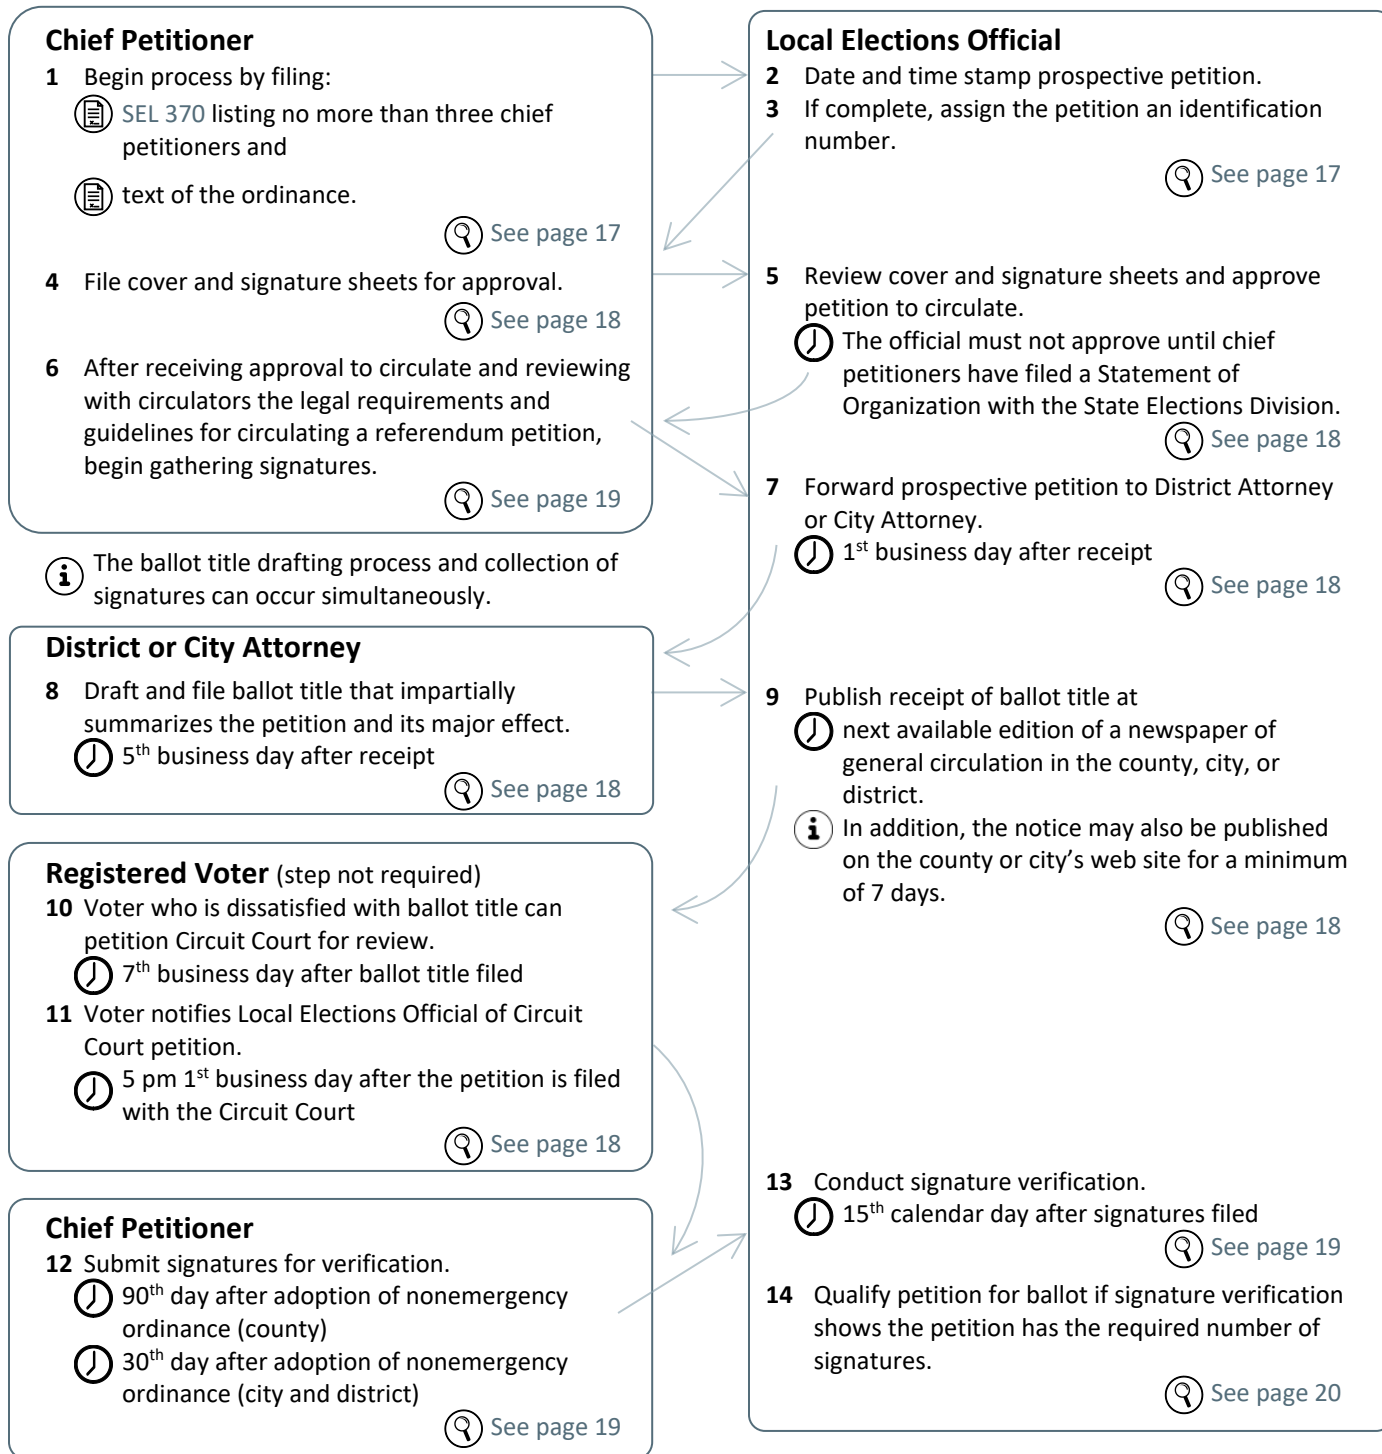 Chief Petitioner
1 Begin process by filing:
SEL 370 listing no more than three chief
petitioners and
text of the ordinance.
See page 17
4 File cover and signature sheets for approval.
See page 18
6 After receiving approval to circulate and reviewing
with circulators the legal requirements and
guidelines for circulating a referendum petition,
begin gathering signatures.
See page 19
The ballot title drafting process and collection of
signatures can occur simultaneously.
District or City Attorney
8 Draft and file ballot title that impartially
summarizes the petition and its major effect.
5th business day after receipt
See page 18
Registered Voter (step not required)
10 Voter who is dissatisfied with ballot title can
petition Circuit Court for review.
7th business day after ballot title filed
11 Voter notifies Local Elections Official of Circuit
Court petition.
5 pm 1st business day after the petition is filed
with the Circuit Court
See page 18
Chief Petitioner
12 Submit signatures for verification.
90th day after adoption of nonemergency
ordinance (county)
30th day after adoption of nonemergency
ordinance (city and district)
See page 19
Local Elections Official
2 Date and time stamp prospective petition.
3 If complete, assign the petition an identification
number.
See page 17
5 Review cover and signature sheets and approve
petition to circulate.
The official must not approve until chief
petitioners have filed a Statement of
Organization with the State Elections Division.
See page 18
7 Forward prospective petition to District Attorney
or City Attorney.
1st business day after receipt
See page 18
9 Publish receipt of ballot title at
next available edition of a newspaper of
general circulation in the county, city, or
district.
In addition, the notice may also be published
on the county or city's web site for a minimum
of 7 days.
See page 18
13 Conduct signature verification.
15th calendar day after signatures filed
See page 19
14 Qualify petition for ballot if signature verification
shows the petition has the required number of
signatures.
See page 20